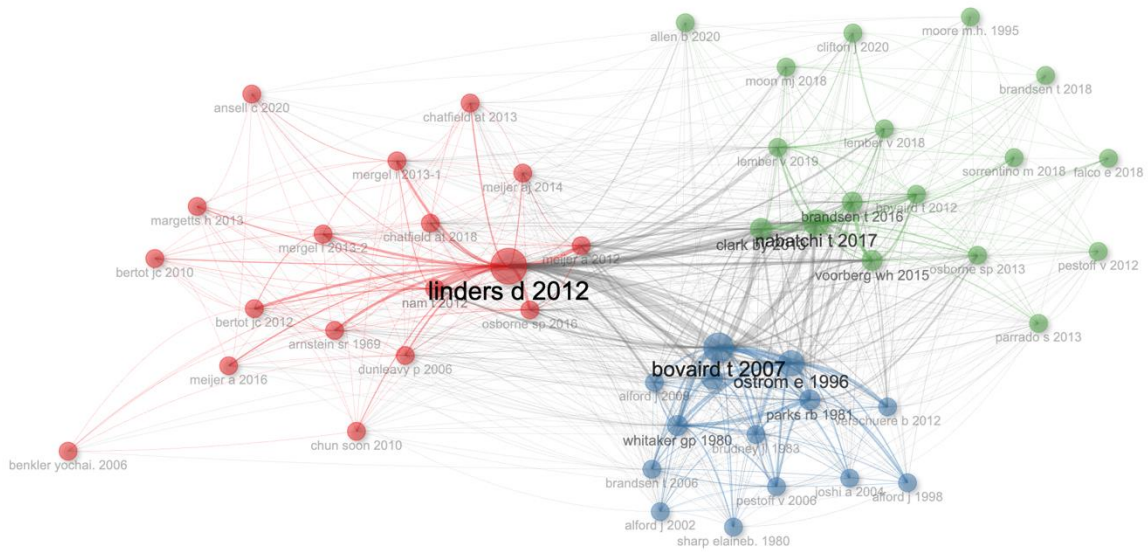 allen b 2020
clifton j 2020
moore m.h. 1995
moon mj 2018
brandsen t 2018
ansell c 2020
chatfield at 2013
lember v 2018
lember v 2019
sorrentino m 2018
falco e 2018
mergel i 2013-1
meijer aj 2014
bovaird t 2012
margetts h 2013
brandsen t 2016
chatfield at 2018
mergel i 2013-2
nabatchi t 2017
meijer a 2012
osborne sp 2013
pestoff v 2012
bertot jc 2010
voorberg wh 2015
linders d 2012
nam t 2012
osborne sp 2016
bertot jc 2012
arnstein sr 1969
parrado s 2013
dunleavy p 2006
bovaird t 2007
ostrom e 1996
meijer a 2016
alford j 2009
parks rb 1981
verschuere b 2012
whitaker gp 1980
chun soon 2010
brudney jl 1983
benkler yochai. 2006
brandsen t 2006
joshi a 2004
pestoff v 2006
alford j 1998
alford j 2002
sharp elaineb. 1980